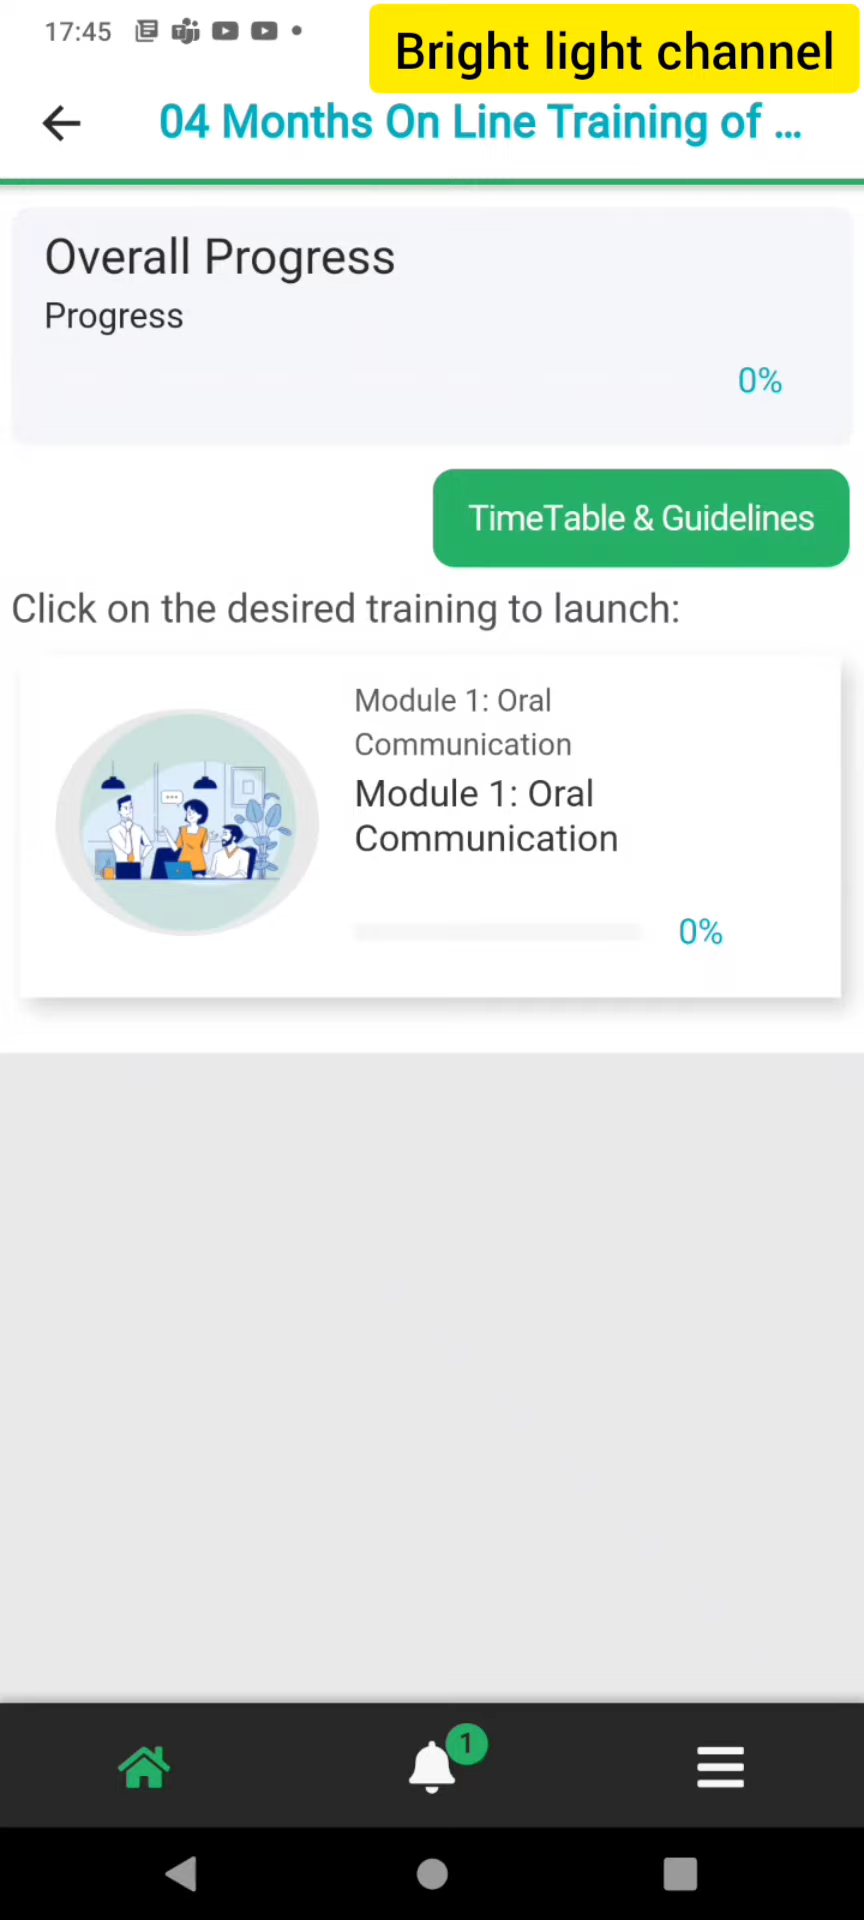 17:45
Bright light channel
04 Months On Line Training of ...
Overall Progress
Progress
0%
TimeTable & Guidelines
Click on the desired training to launch:
Module 1: Oral
Communication
Module 1: Oral
Communication
0%
1